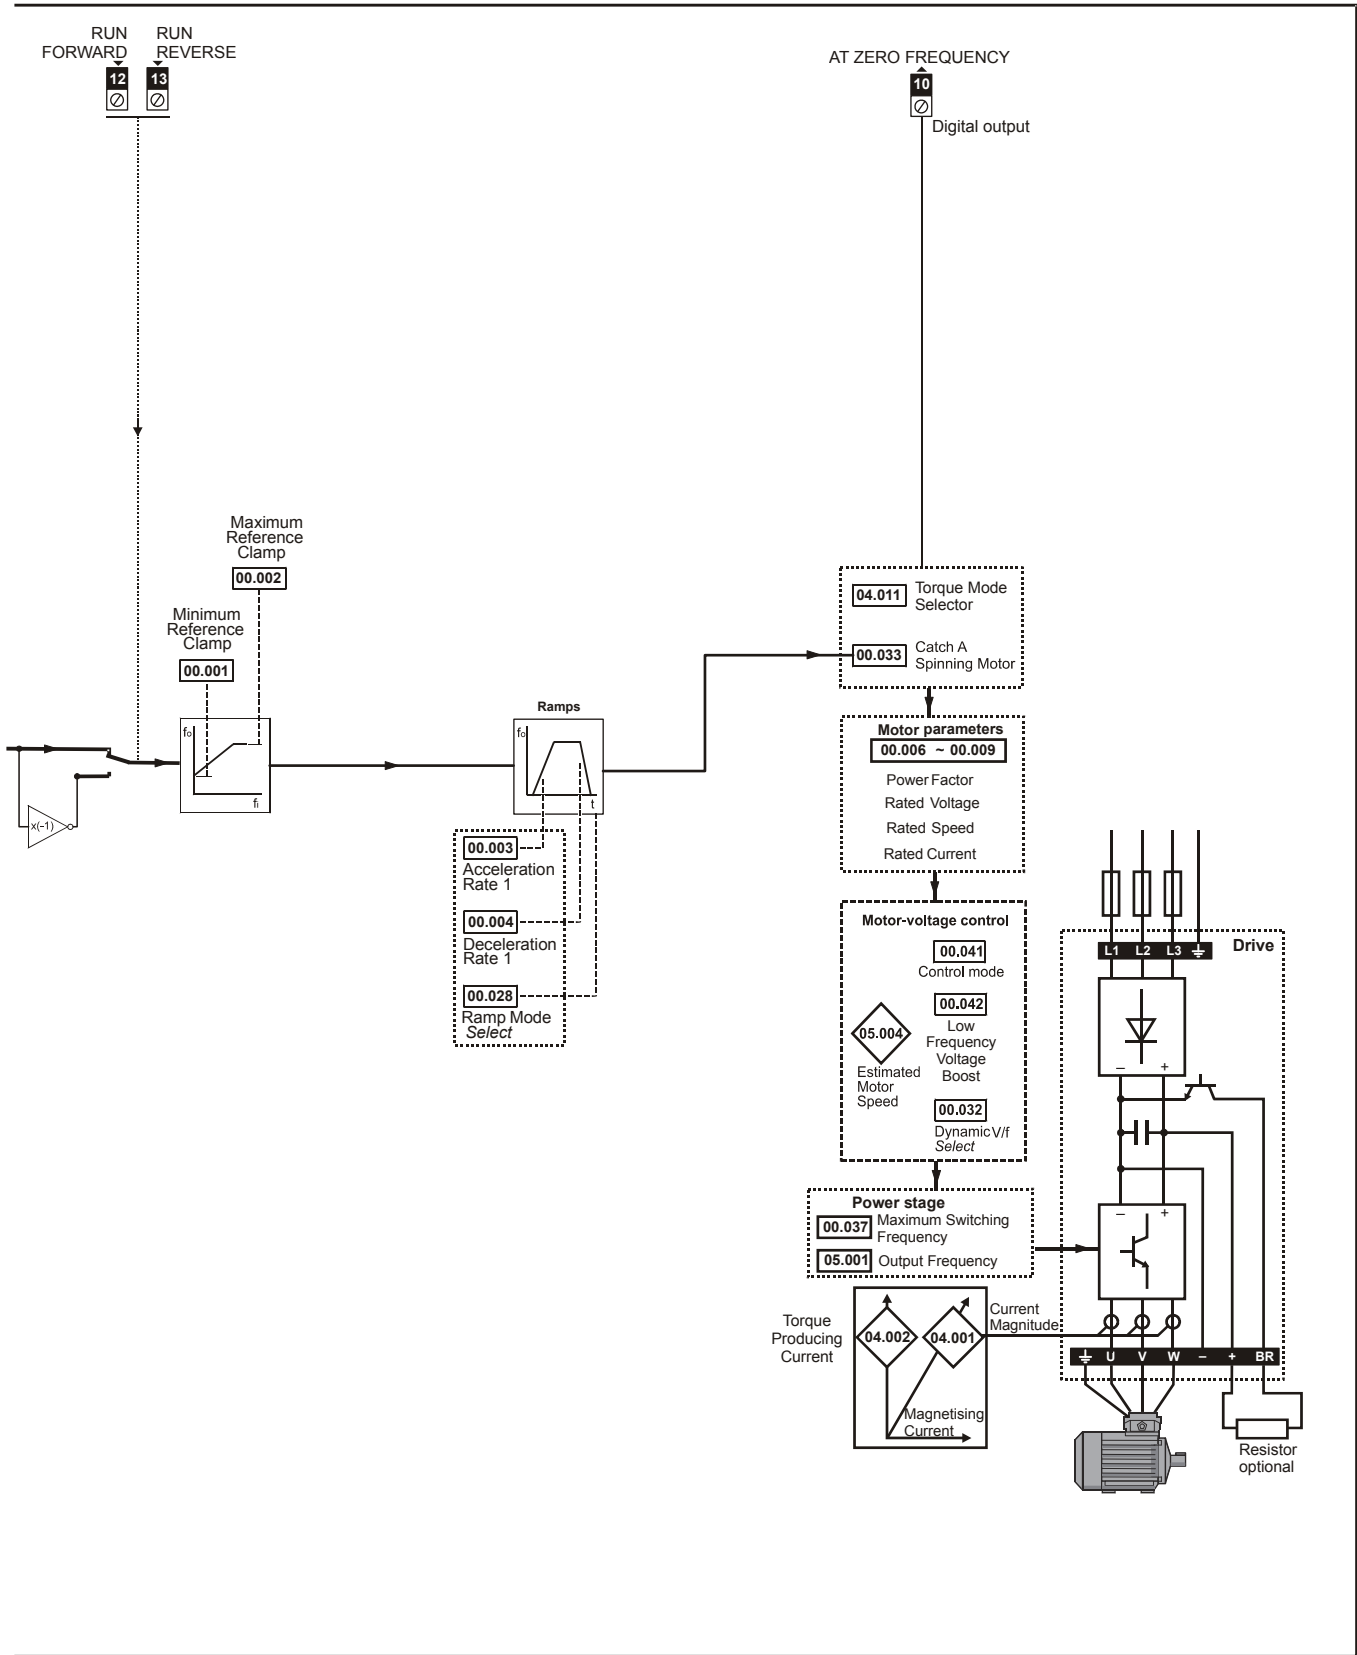 RUN
FORWARD
RUN
REVERSE
12
13
AT ZERO FREQUENCY
10
Digital output
Maximum
Reference
Clamp
00.002
Minimum
Reference
Clamp
00.001
04.011
Torque Mode
Selector
00.033
Catch A
Spinning Motor
Ramps
fo
fi
fo
t
x(-1)
Motor parameters
00.006 ~ 00.009
Power Factor
Rated Voltage
Rated Speed
Rated Current
00.003
Acceleration
Rate 1
00.004
Deceleration
Rate 1
00.028
Ramp Mode
Select
Motor-voltage control
00.041
Control mode
00.042
Low
Frequency
Voltage
Boost
05.004
Estimated
Motor
Speed
00.032
Dynamic V/f
Select
L1 L2 L3
Drive
– +
Power stage
00.037
Maximum Switching
Frequency
05.001
Output Frequency
– +
Torque
Producing
Current
04.002
04.001
Current
Magnitude
Magnetising
Current
U V W – + BR
Resistor
optional